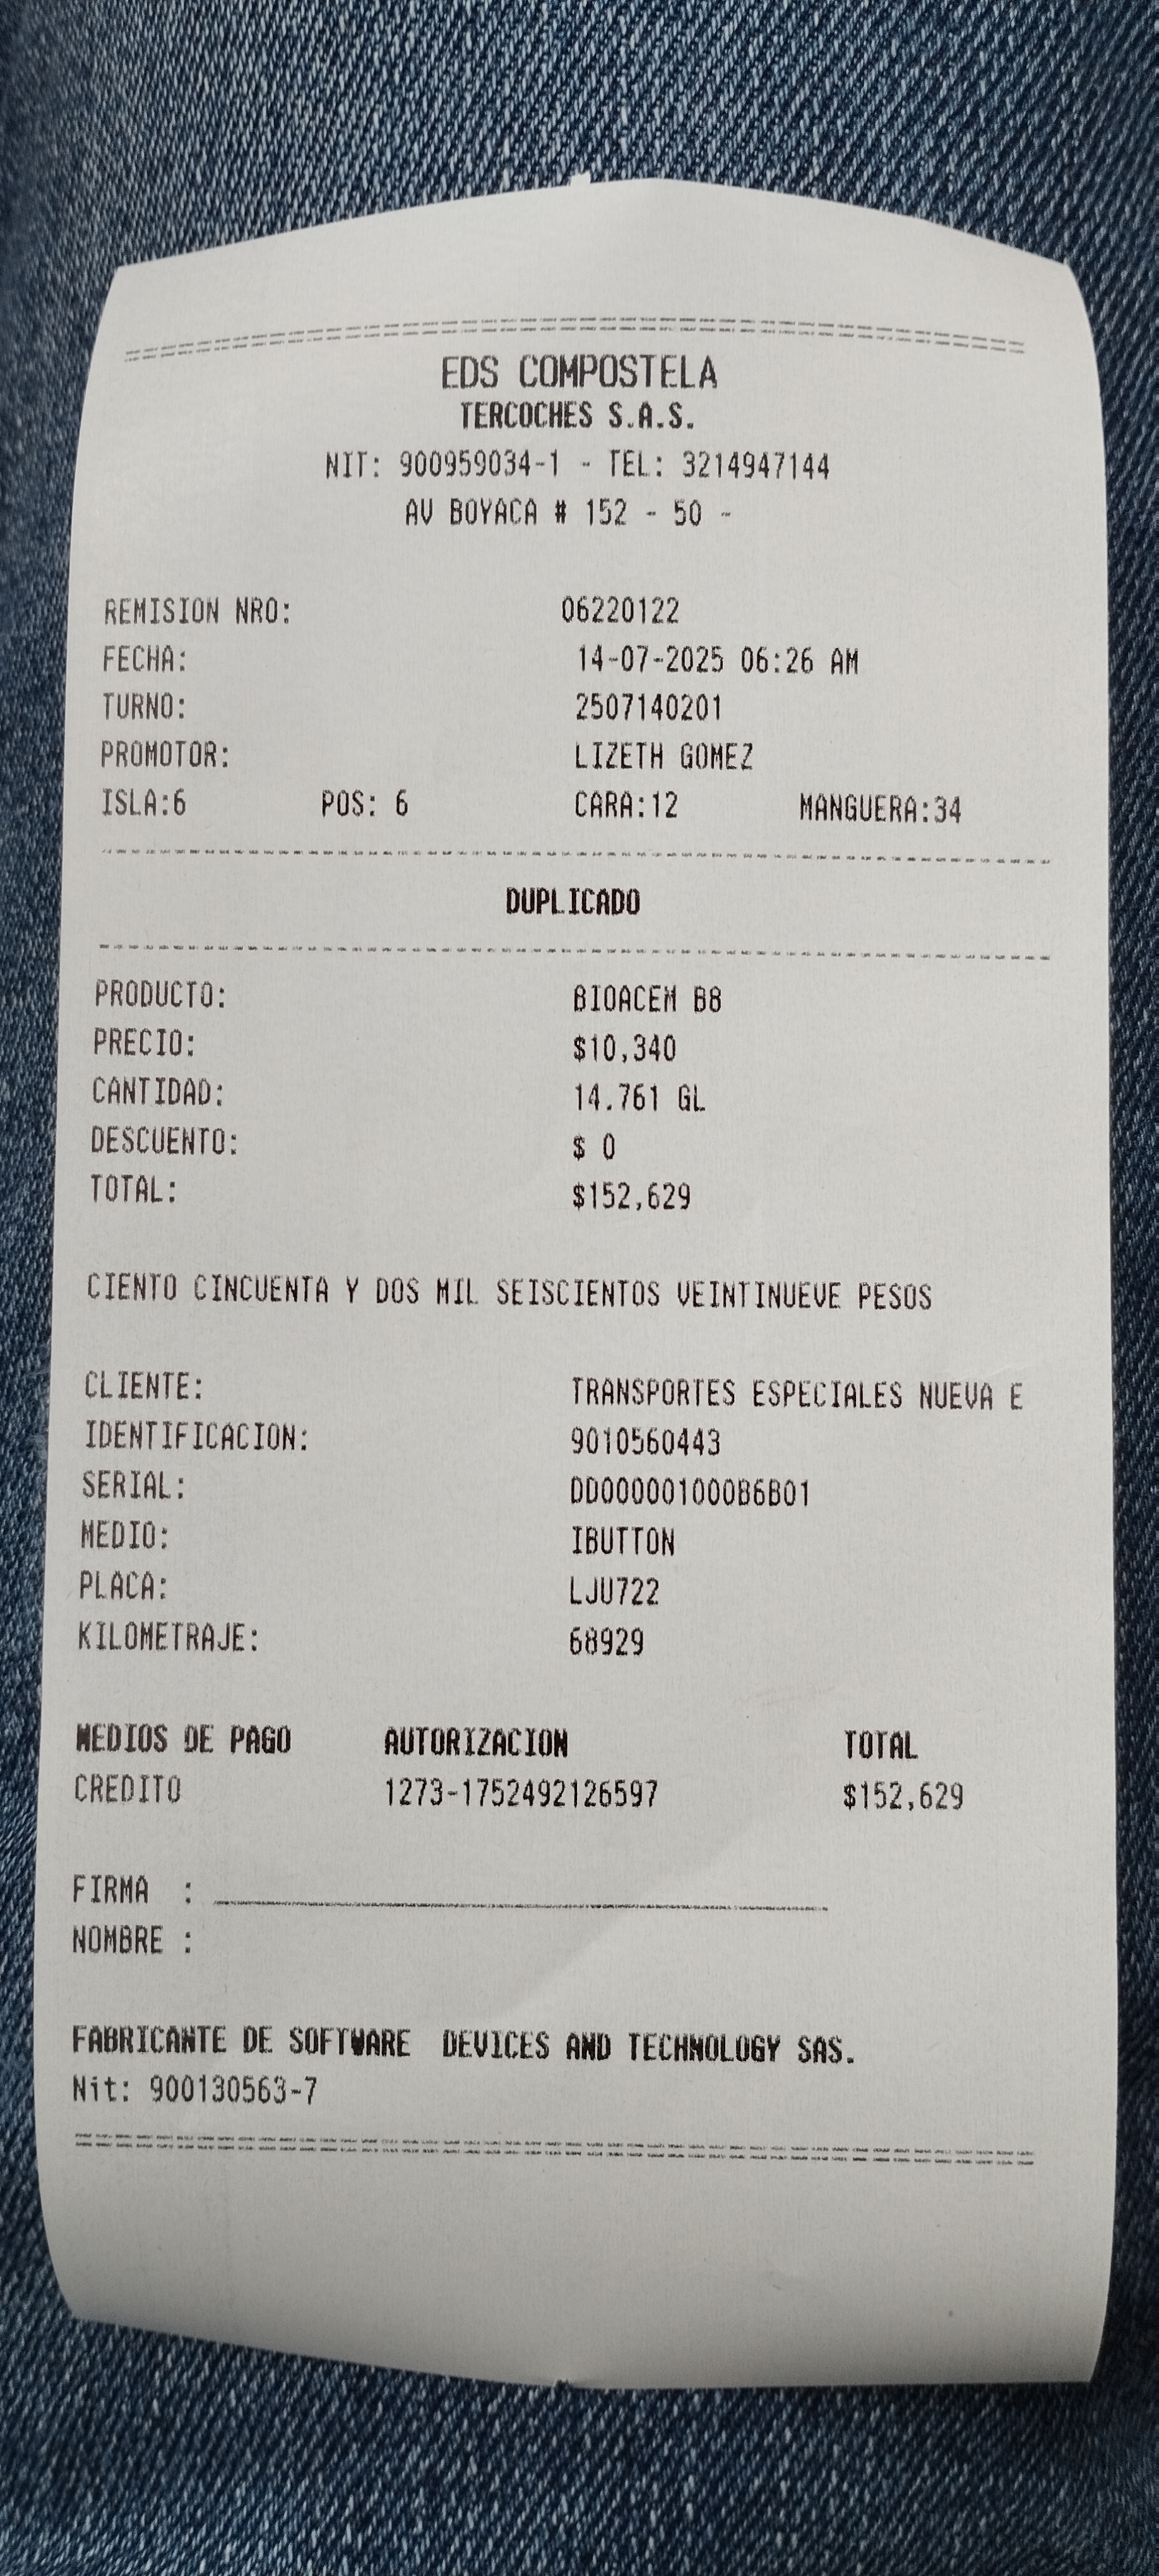 EDS COMPOSTELA
TERCOCHES S.A.S.
NIT: 900959034-1 - TEL: 3214947144
AV BOYACA # 152 - 50 -
REMISION NRO: 06220122
FECHA: 14-07-2025 06:26 AM
TURNO: 2507140201
PROMOTOR: LIZETH GOMEZ
ISLA:6 POS: 6 CARA:12 MANGUERA:34
DUPLICADO
PRODUCTO: BIOACEM B8
PRECIO: $10,340
CANTIDAD: 14.761 GL
DESCUENTO: $ 0
TOTAL: $152,629
CIENTO CINCUENTA Y DOS MIL SEISCIENTOS VEINTINUEVE PESOS
CLIENTE: TRANSPORTES ESPECIALES NUEVA E
IDENTIFICACION: 9010560443
SERIAL: DD000001000B6B01
MEDIO: IBUTTON
PLACA: LJU722
KILOMETRAJE: 68929
MEDIOS DE PAGO AUTORIZACION TOTAL
CREDITO 1273-1752492126597 $152,629
FIRMA :
NOMBRE :
FABRICANTE DE SOFTWARE DEVICES AND TECHNOLOGY SAS.
Nit: 900130563-7